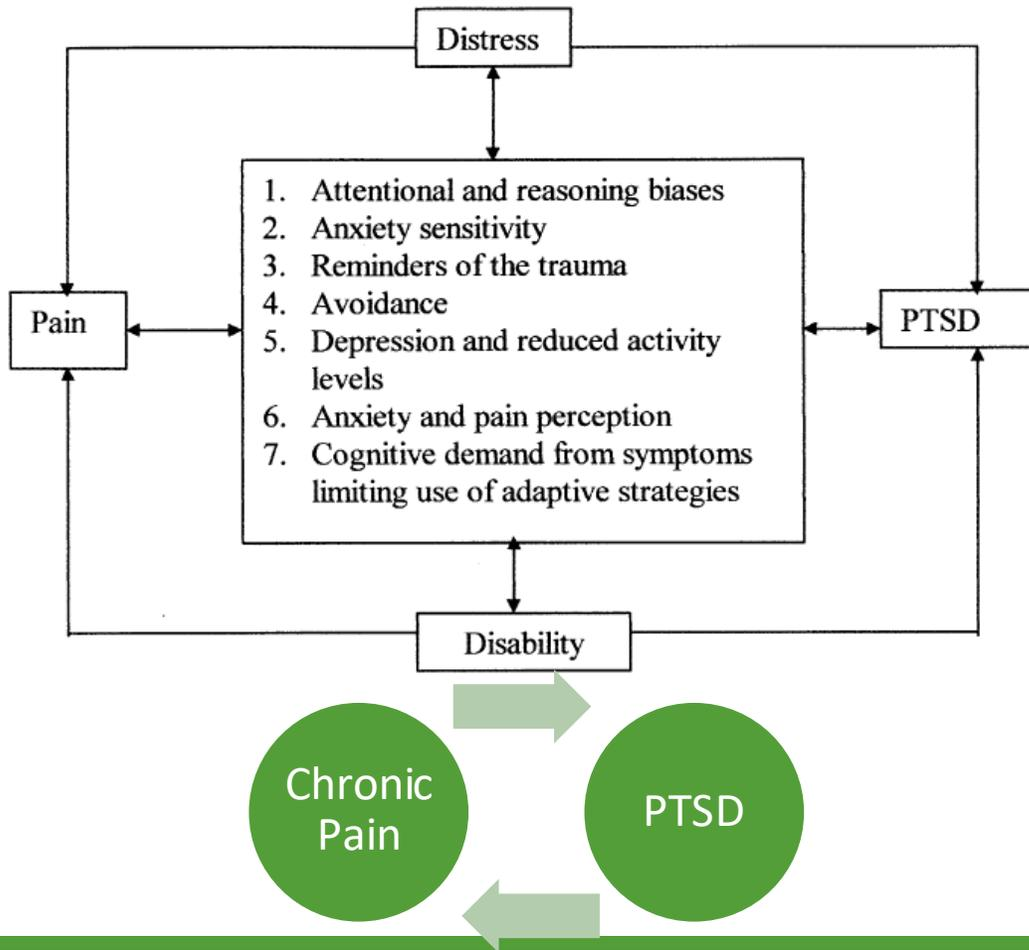 Distress
1. Attentional and reasoning biases
2. Anxiety sensitivity
3. Reminders of the trauma
4. Avoidance
5. Depression and reduced activity
levels
6. Anxiety and pain perception
7. Cognitive demand from symptoms
limiting use of adaptive strategies
Pain
PTSD
Disability
Chronic
Pain
PTSD